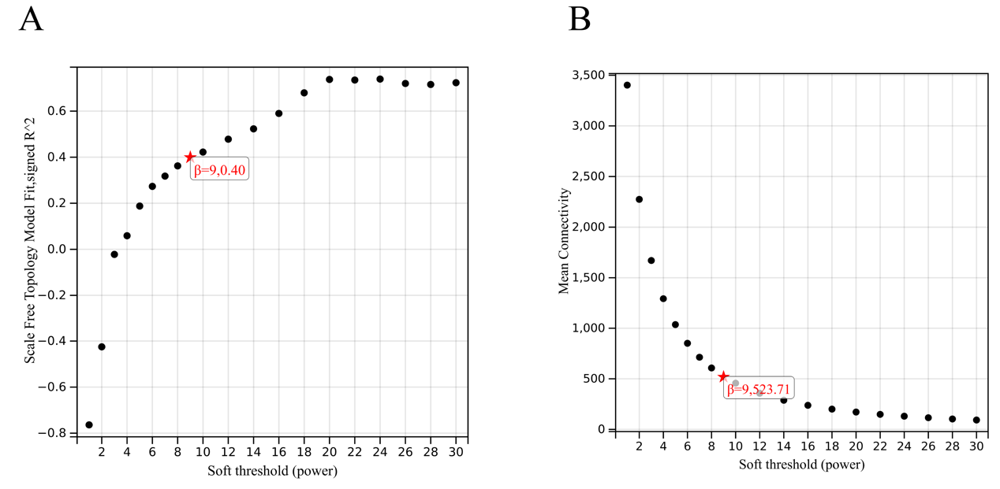 A
B
Scale Free Topology Model Fit,signed R^2
0.6
0.4
0.2
0.0
−0.2
−0.4
−0.6
−0.8
β=9,0.40
2 4 6 8 10 12 14 16 18 20 22 24 26 28 30
Soft threshold (power)
Mean Connectivity
3,500
3,000
2,500
2,000
1,500
1,000
500
0
β=9,523.71
2 4 6 8 10 12 14 16 18 20 22 24 26 28 30
Soft threshold (power)